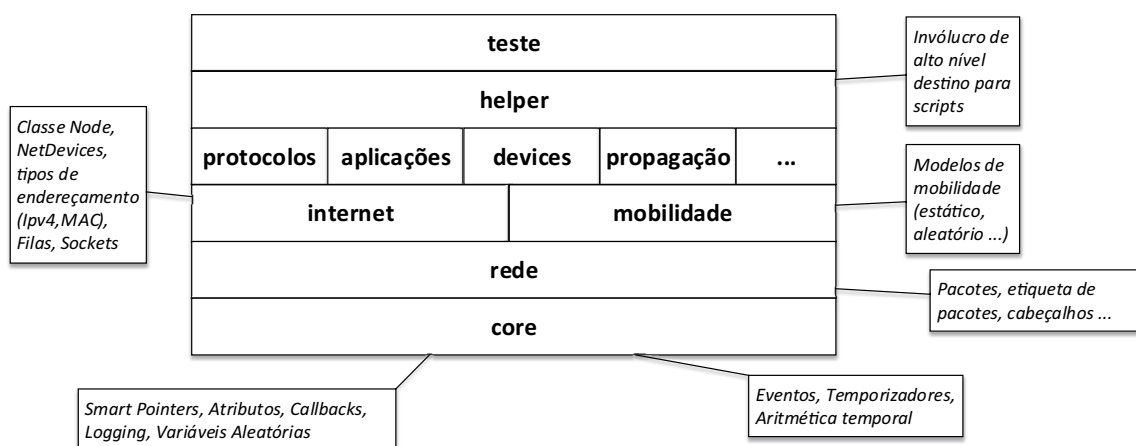 teste
helper
protocolos
aplicações
devices
propagação
...
internet
mobilidade
rede
core
Invólucro de
alto nível
destino para
scripts
Classe Node,
NetDevices,
tipos de
endereçamento
(Ipv4,MAC),
Filas, Sockets
Modelos de
mobilidade
(estático,
aleatório ...)
Pacotes, etiqueta de
pacotes, cabeçalhos ...
Smart Pointers, Atributos, Callbacks,
Logging, Variáveis Aleatórias
Eventos, Temporizadores,
Aritmética temporal